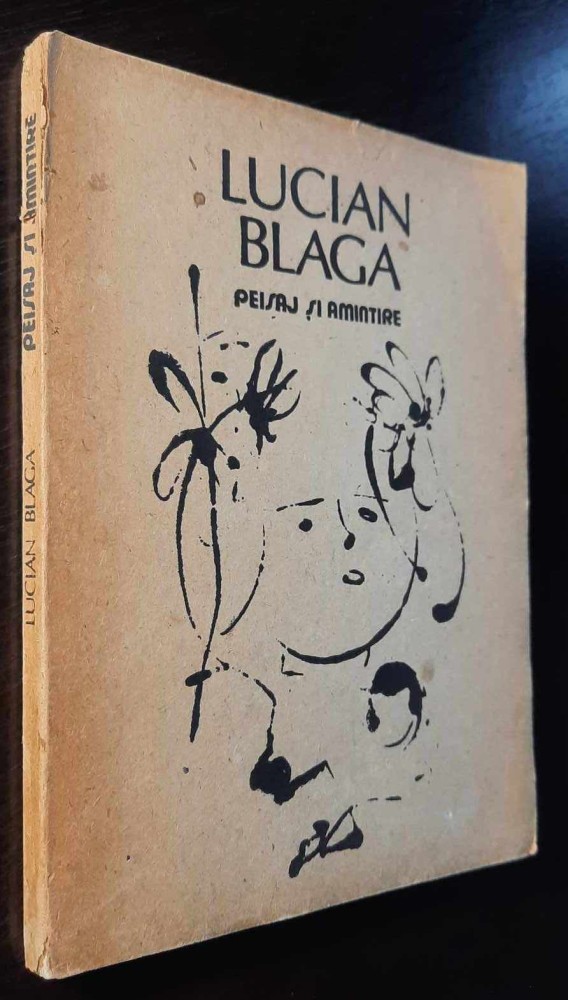 LUCIAN
BLAGA
PEISAJ ȘI AMINTIRE
LUCIAN BLAGA
PEISAJ ȘI AMINTIRE